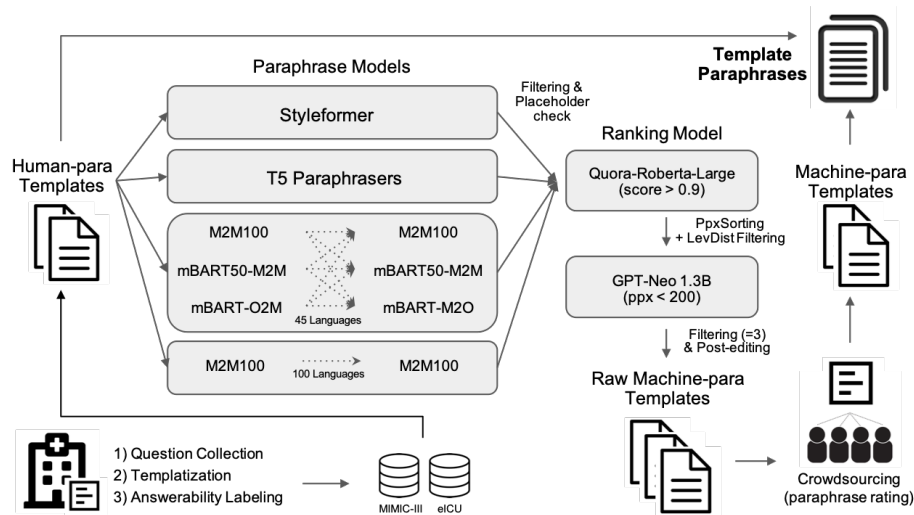 Template
Paraphrases
Paraphrase Models
Filtering &
Placeholder
check
Styleformer
Ranking Model
Human-para
Templates
T5 Paraphrasers
Quora-Roberta-Large
(score > 0.9)
Machine-para
Templates
M2M100
M2M100
mBART50-M2M
mBART50-M2M
mBART-O2M
mBART-M2O
45 Languages
PpxSorting
+ LevDist Filtering
GPT-Neo 1.3B
(ppx < 200)
M2M100
M2M100
100 Languages
Filtering (=3)
& Post-editing
Raw Machine-para
Templates
1) Question Collection
2) Templatization
3) Answerability Labeling
MIMIC-III
eICU
Crowdsourcing
(paraphrase rating)